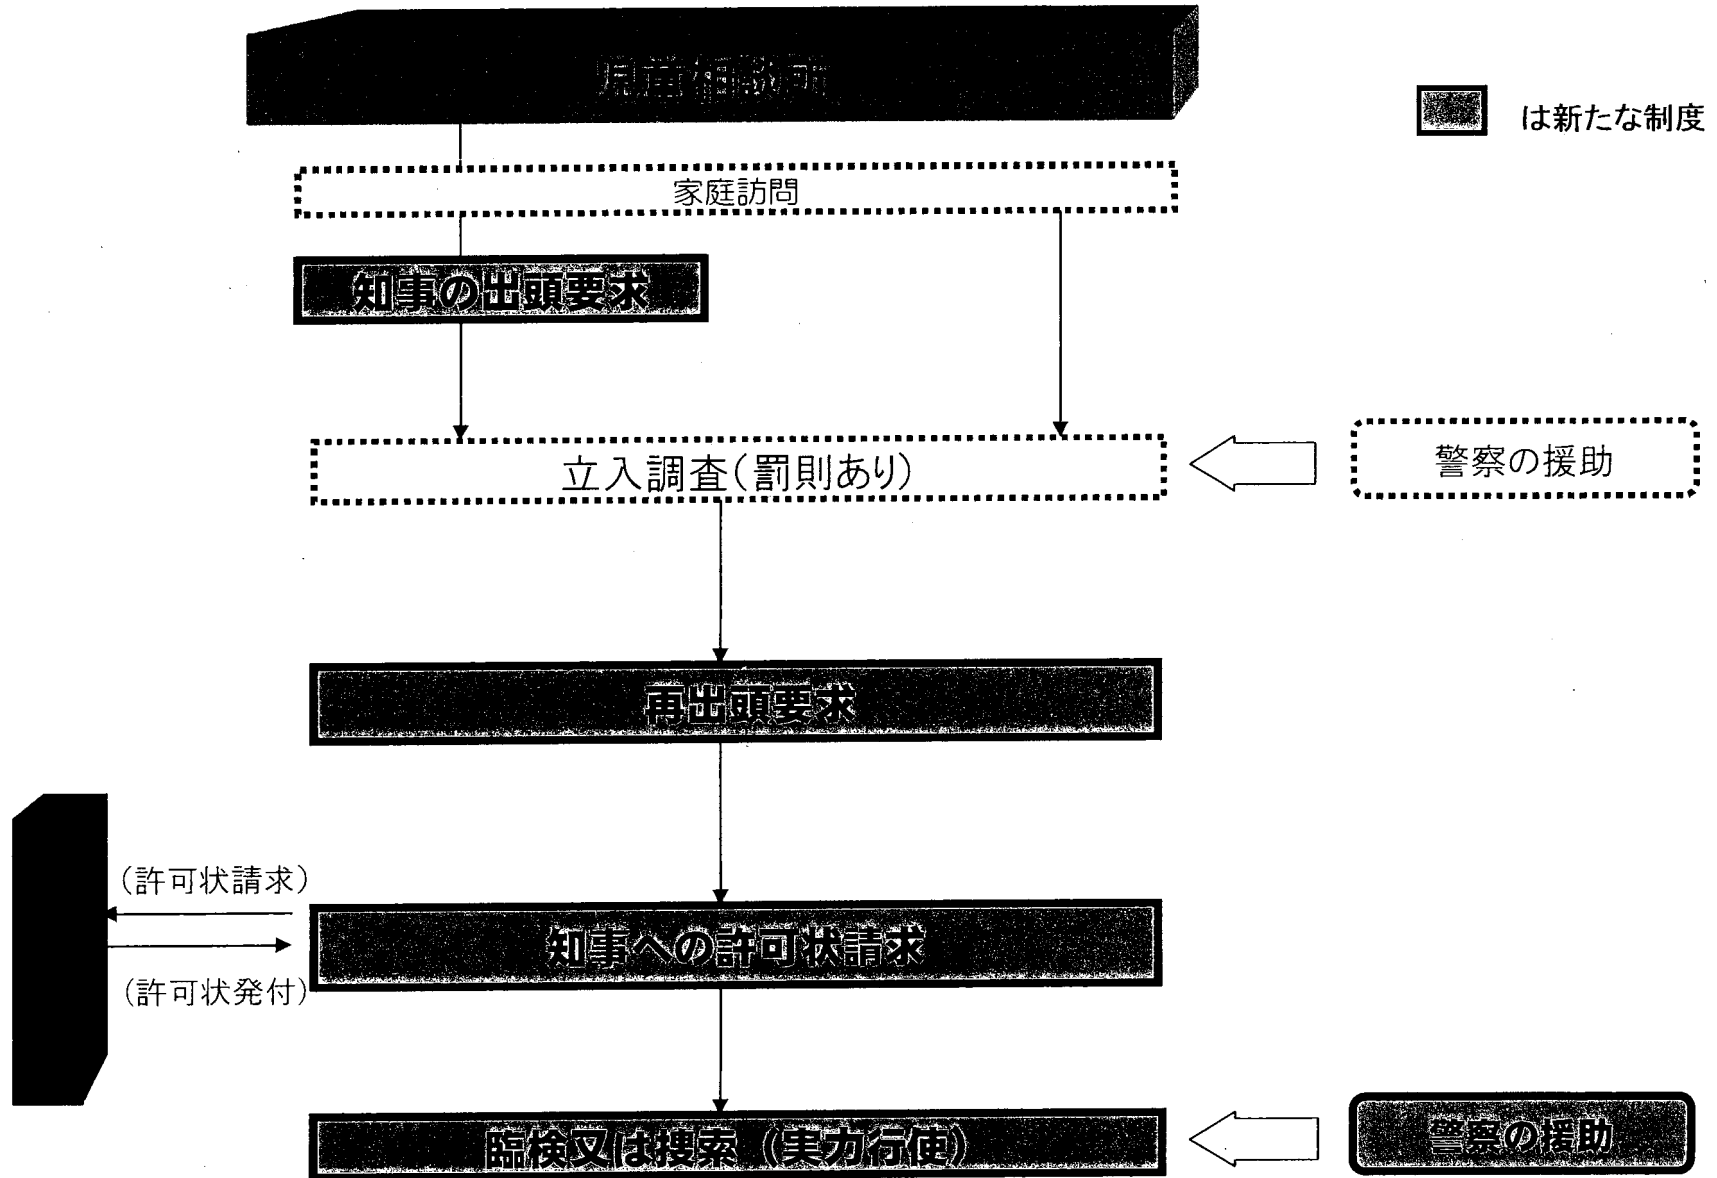 児童相談所
は新たな制度
家庭訪問
知事の出頭要求
立入調査(罰則あり)
警察の援助
再出頭要求
(許可状請求)
知事への許可状請求
(許可状発付)
臨検又は捜索(実力行使)
警察の援助